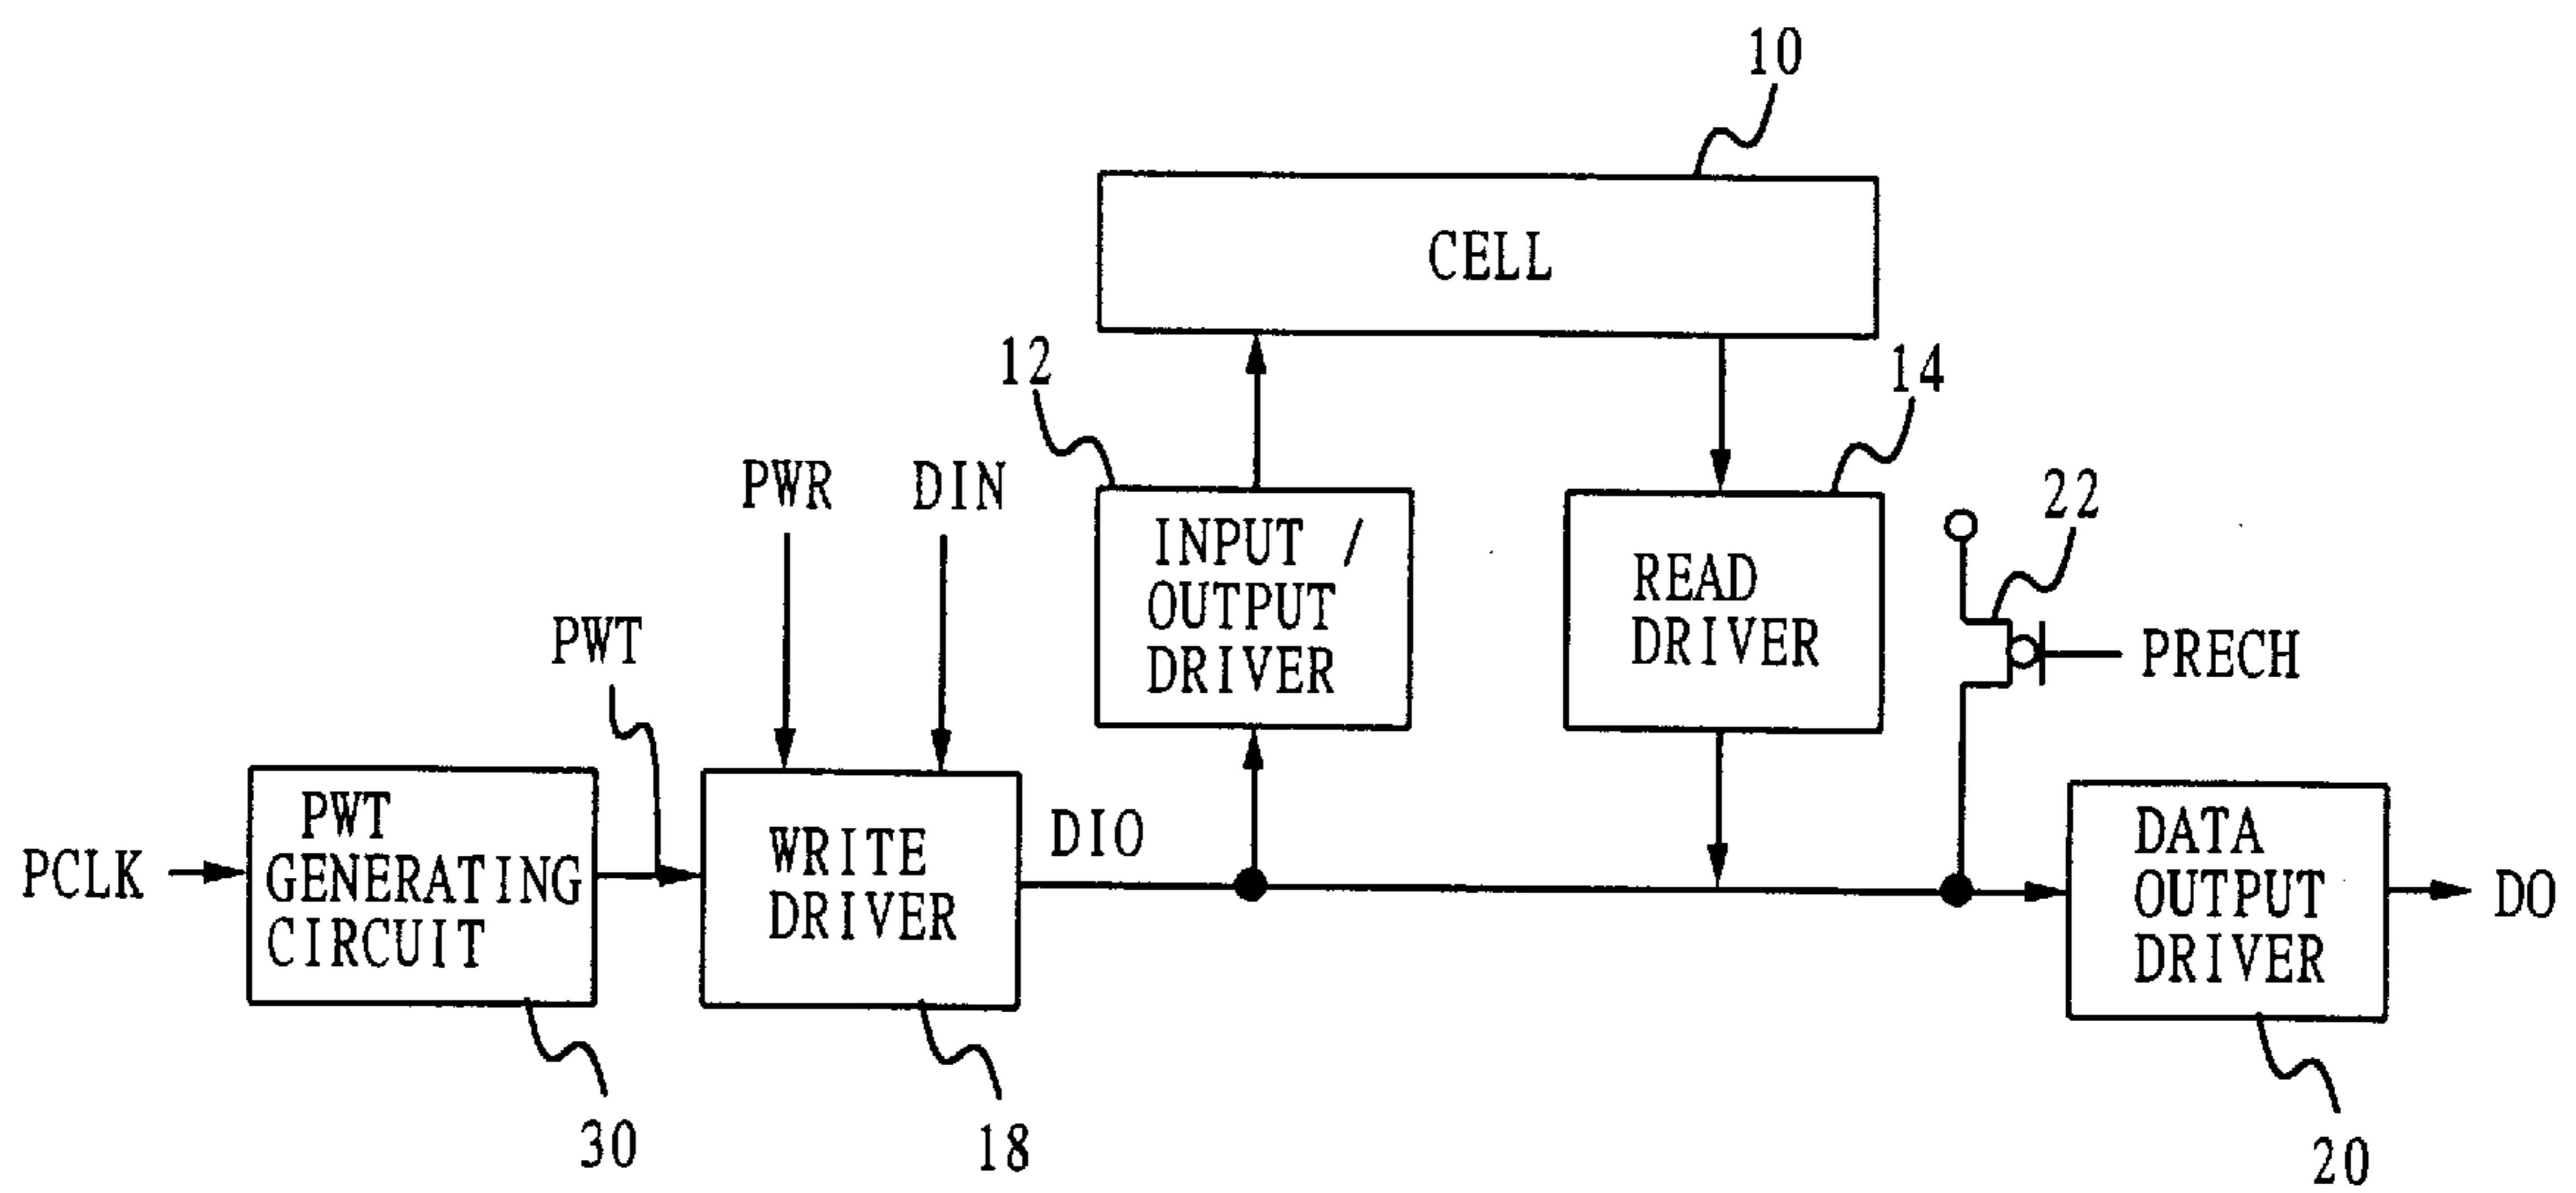 10
CELL
12
14
PWR
DIN
22
INPUT /
OUTPUT
DRIVER
READ
DRIVER
PWT
PRECH
PCLK
PWT
GENERATING
CIRCUIT
WRITE
DRIVER
DIO
DATA
OUTPUT
DRIVER
DO
30
18
20